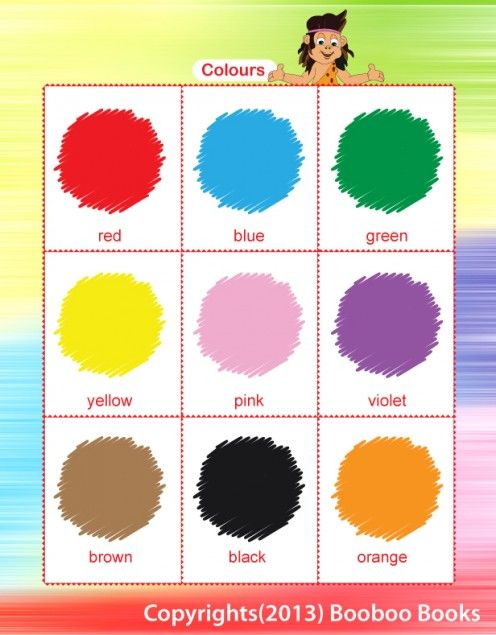 Colours
red blue green
yellow pink violet
brown black orange
Copyrights(2013) Booboo Books